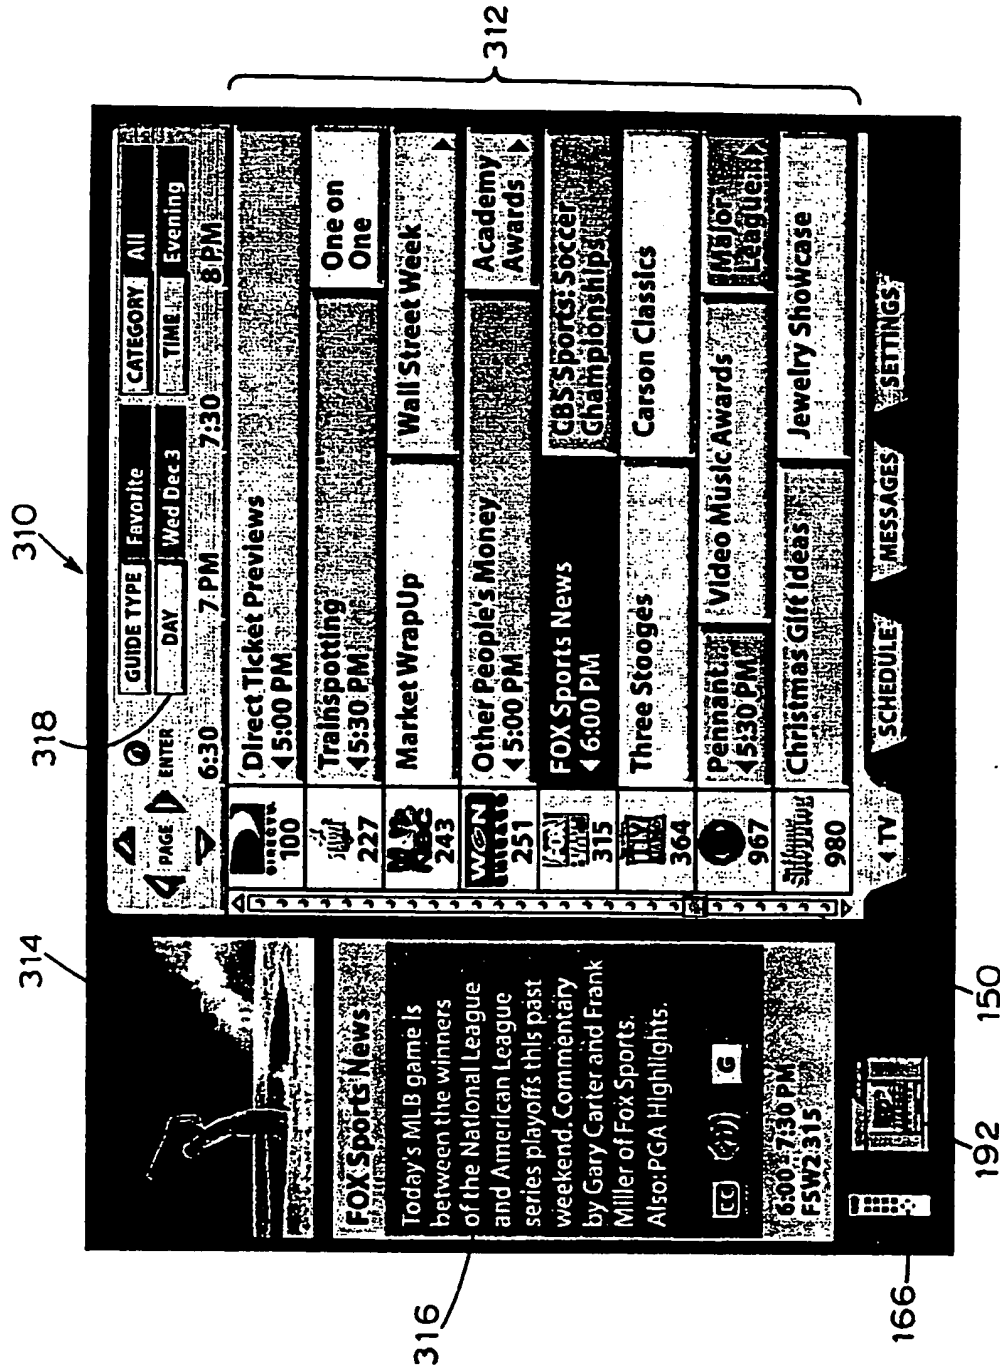 310
314
318
312
316
166
192
150
PAGE
ENTER
GUIDE TYPE Favorite
CATEGORY All
DAY Wed Dec 3
TIME Evening
6:30 7 PM 7:30 8 PM
100
Direct Ticket Previews
5:00 PM
227
Trainspotting
5:30 PM
One on
One
243
Market WrapUp
Wall Street Week
WGN
251
Other People's Money
5:00 PM
Academy
Awards
315
FOX Sports News
6:00 PM
CBS Sports: Soccer
Championships
364
Three Stooges
Carson Classics
967
Pennant
5:30 PM
Video Music Awards
Major
League
980
Christmas Gift Ideas
Jewelry Showcase
TV
SCHEDULE
MESSAGES
SETTINGS
FOX Sports News
Today's MLB game is
between the winners
of the National League
and American League
series playoffs this past
weekend. Commentary
by Gary Carter and Frank
Miller of Fox Sports.
Also: PGA Highlights.
CC
G
6:00 - 7:30 PM
FSW2 315